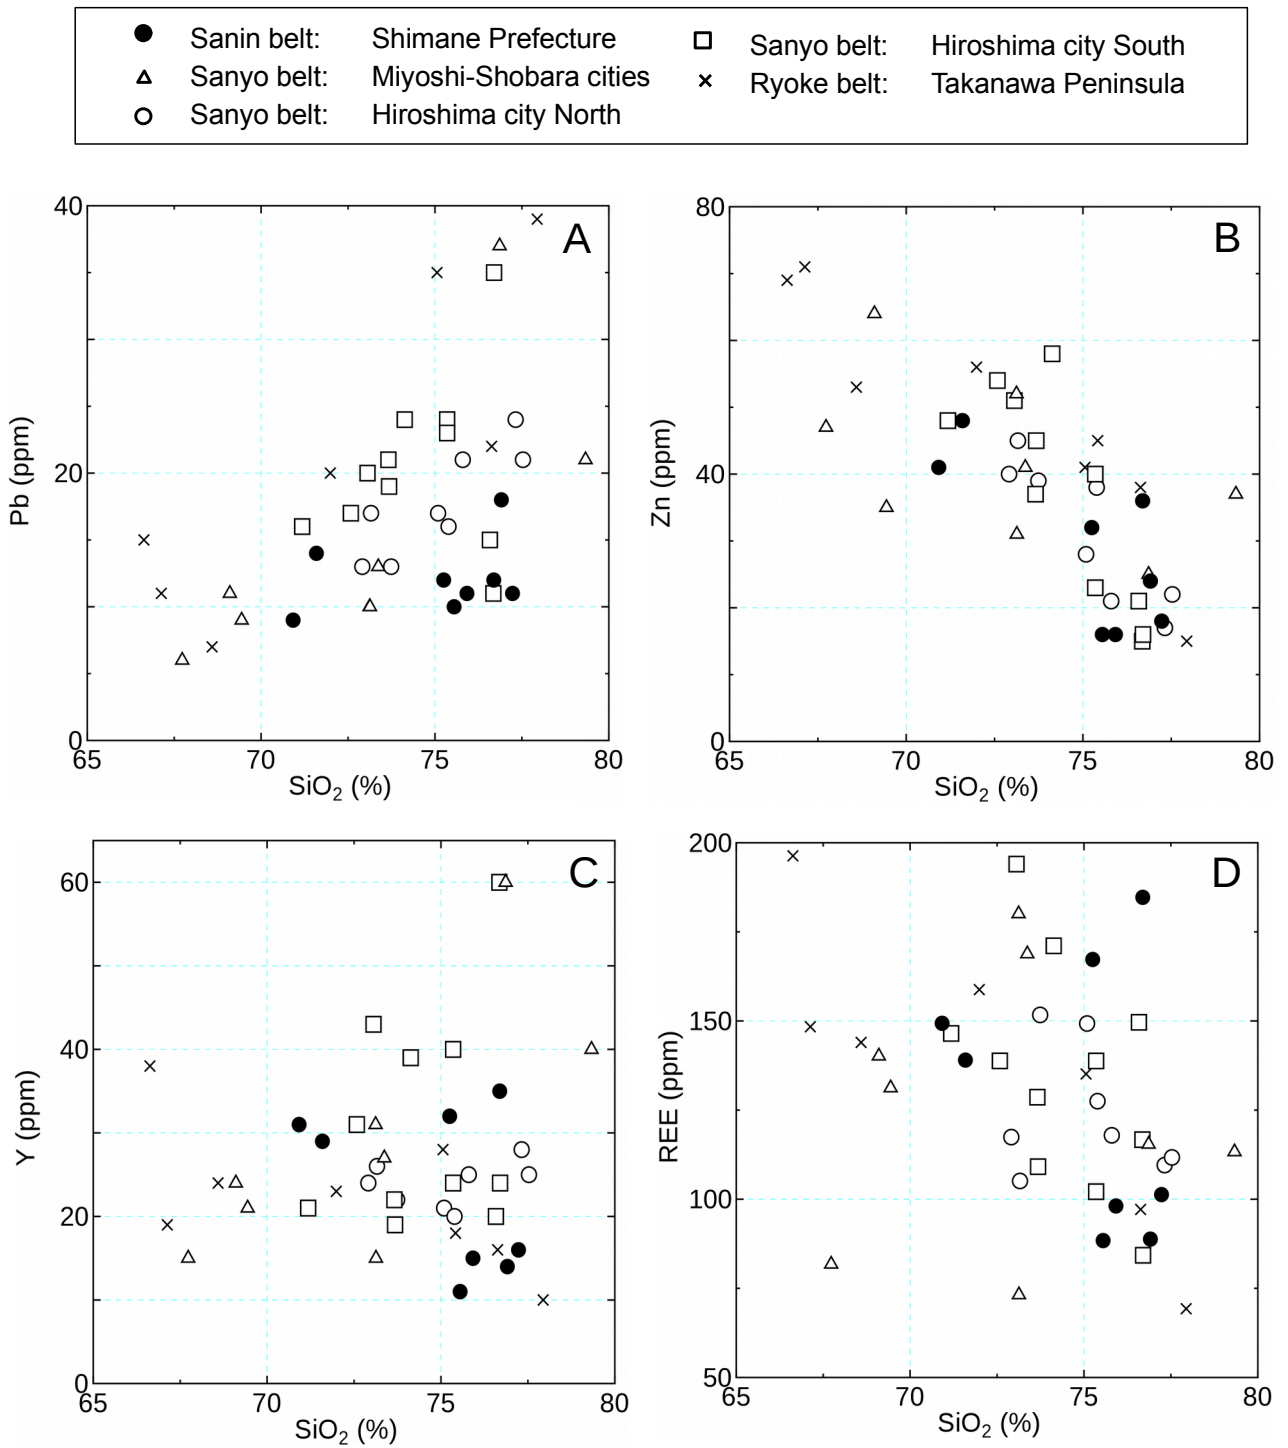 Sanin belt: Shimane Prefecture
Sanyo belt: Miyoshi-Shobara cities
Sanyo belt: Hiroshima city North
Sanyo belt: Hiroshima city South
Ryoke belt: Takanawa Peninsula
A
40
20
0
Pb (ppm)
65 70 75 80
SiO₂ (%)
B
80
40
0
Zn (ppm)
65 70 75 80
SiO₂ (%)
C
60
40
20
0
Y (ppm)
65 70 75 80
SiO₂ (%)
D
200
150
100
50
REE (ppm)
65 70 75 80
SiO₂ (%)